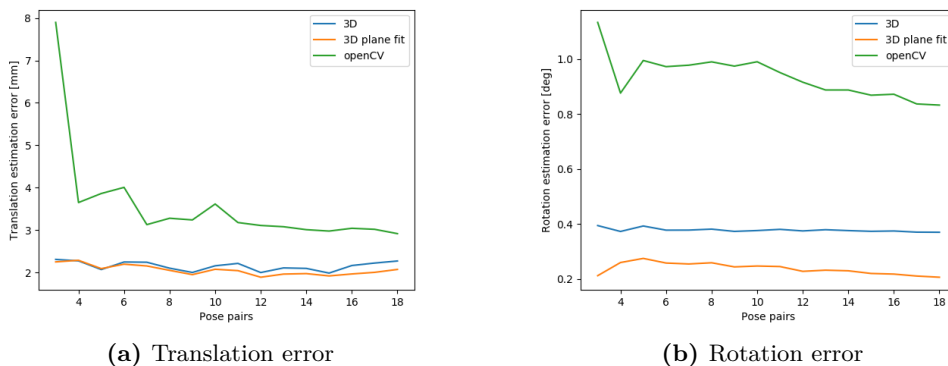 8
7
6
5
4
3
2
Translation estimation error [mm]
4 6 8 10 12 14 16 18
Pose pairs
3D
3D plane fit
openCV
(a) Translation error
1.0
0.8
0.6
0.4
0.2
Rotation estimation error [deg]
4 6 8 10 12 14 16 18
Pose pairs
3D
3D plane fit
openCV
(b) Rotation error